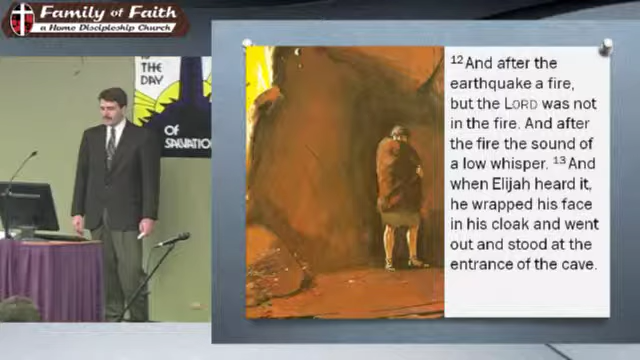 Family of Faith
a Home Discipleship Church
IS
THE
DAY
OF
SALVATION
12And after the
earthquake a fire,
but the LORD was not
in the fire. And after
the fire the sound of
a low whisper. 13And
when Elijah heard it,
he wrapped his face
in his cloak and went
out and stood at the
entrance of the cave.